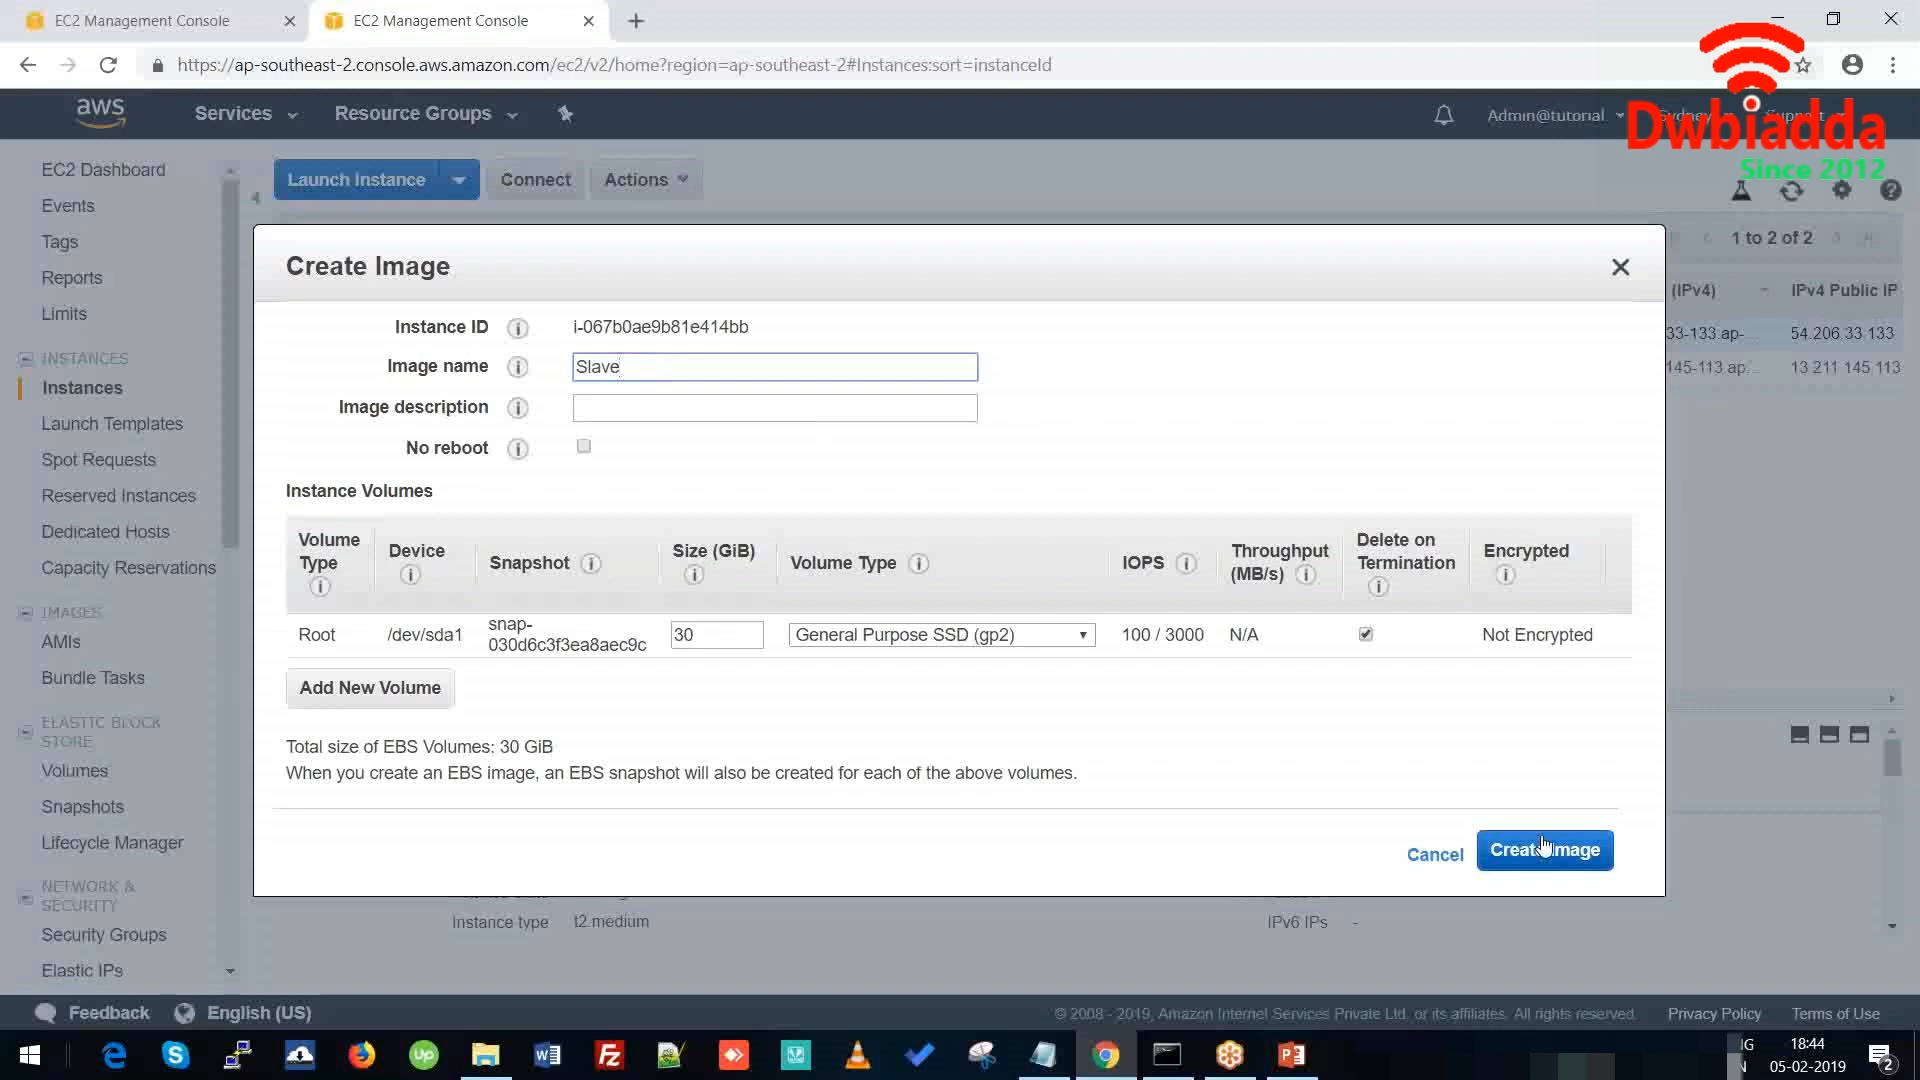 EC2 Management Console
EC2 Management Console
https://ap-southeast-2.console.aws.amazon.com/ec2/v2/home?region=ap-southeast-2#Instances:sort=instanceId
aws
Services
Resource Groups
Admin@tutorial
Sydney
Support
Dwbiadda
Since 2012
EC2 Dashboard
Events
Tags
Reports
Limits
INSTANCES
Instances
Launch Templates
Spot Requests
Reserved Instances
Dedicated Hosts
Capacity Reservations
IMAGES
AMIs
Bundle Tasks
ELASTIC BLOCK
STORE
Volumes
Snapshots
Lifecycle Manager
NETWORK &
SECURITY
Security Groups
Elastic IPs
Launch Instance
Connect
Actions
1 to 2 of 2
(IPv4)
IPv4 Public IP
33-133.ap-...
54.206.33.133
145-113.ap...
13.211.145.113
Create Image
Instance ID
i-067b0ae9b81e414bb
Image name
Slave
Image description
No reboot
Instance Volumes
Volume
Type
Device
Snapshot
Size (GiB)
Volume Type
IOPS
Throughput
(MB/s)
Delete on
Termination
Encrypted
Root
/dev/sda1
snap-
030d6c3f3ea8aec9c
30
General Purpose SSD (gp2)
100 / 3000
N/A
Not Encrypted
Add New Volume
Total size of EBS Volumes: 30 GiB
When you create an EBS image, an EBS snapshot will also be created for each of the above volumes.
Cancel
Create Image
Instance type
t2.medium
IPv6 IPs
-
Feedback
English (US)
© 2008 - 2019, Amazon Internet Services Private Ltd. or its affiliates. All rights reserved.
Privacy Policy
Terms of Use
18:44
05-02-2019
2